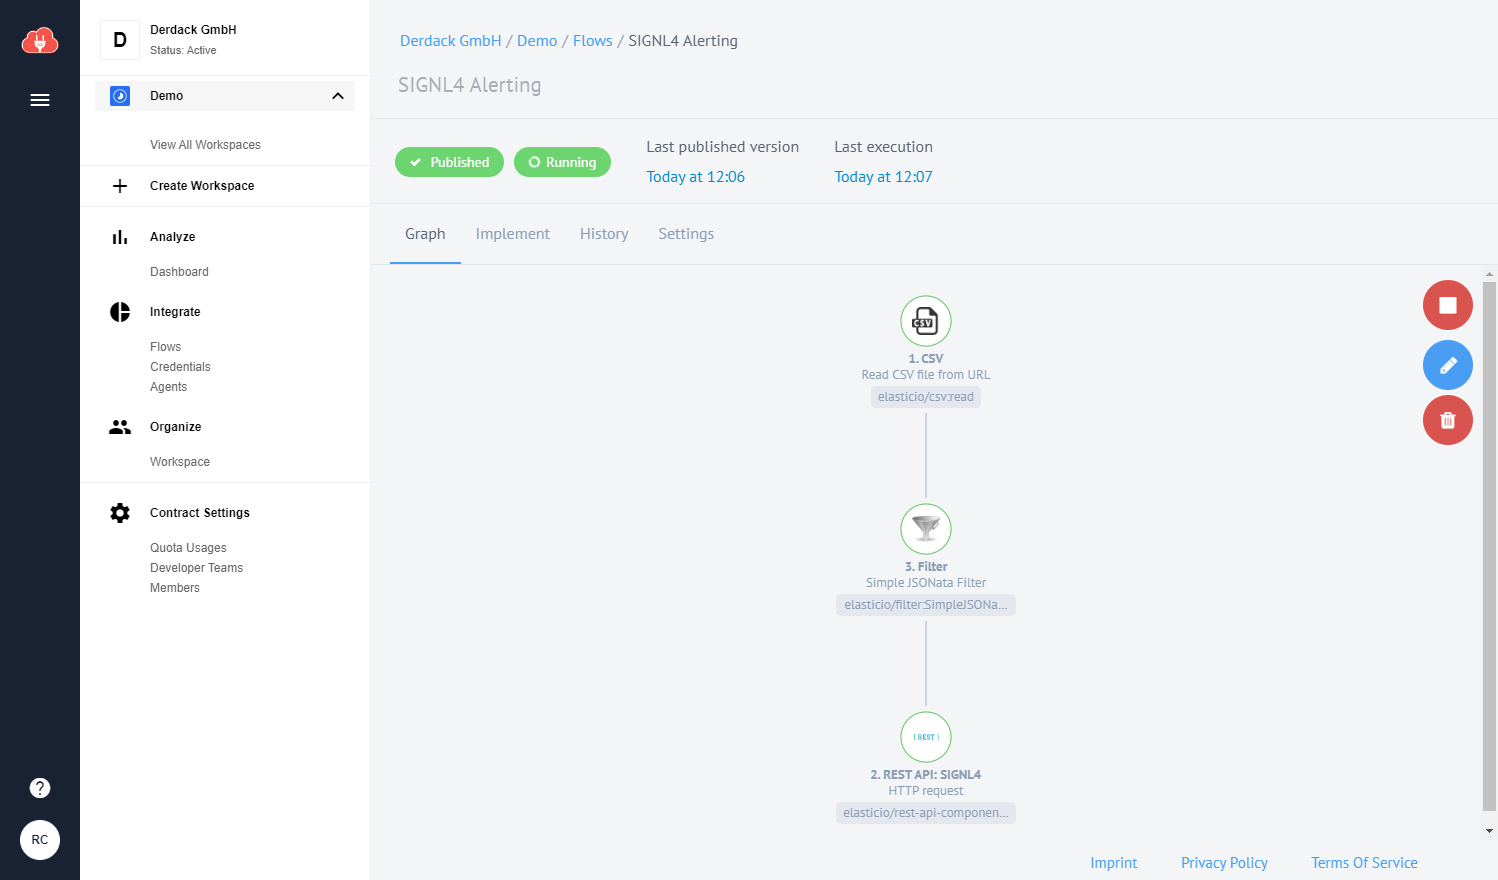 D
Derdack GmbH
Status: Active
Demo
View All Workspaces
Create Workspace
Analyze
Dashboard
Integrate
Flows
Credentials
Agents
Organize
Workspace
Contract Settings
Quota Usages
Developer Teams
Members
?
RC
Derdack GmbH / Demo / Flows / SIGNL4 Alerting
SIGNL4 Alerting
Published
Running
Last published version
Today at 12:06
Last execution
Today at 12:07
Graph
Implement
History
Settings
CSV
1. CSV
Read CSV file from URL
elasticio/csv:read
3. Filter
Simple JSONata Filter
elasticio/filter:SimpleJSONa...
{ REST }
2. REST API: SIGNL4
HTTP request
elasticio/rest-api-componen...
Imprint
Privacy Policy
Terms Of Service